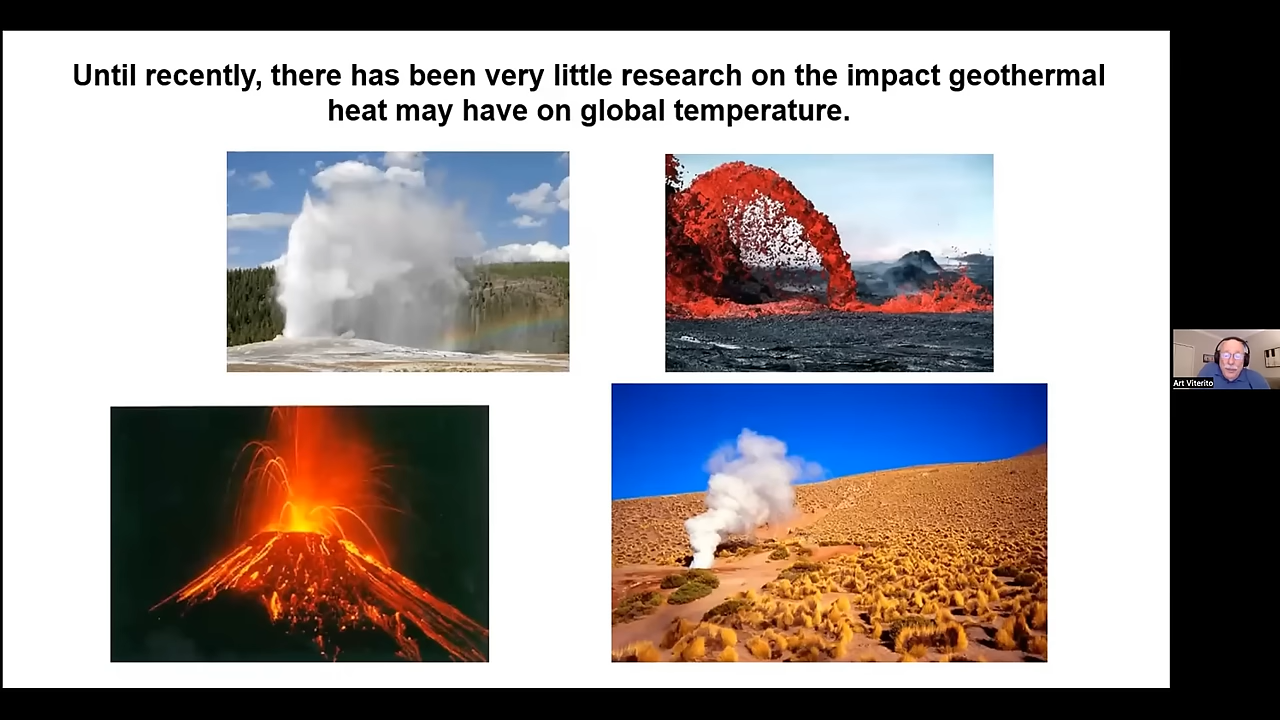 Until recently, there has been very little research on the impact geothermal
heat may have on global temperature.
Art Viterito